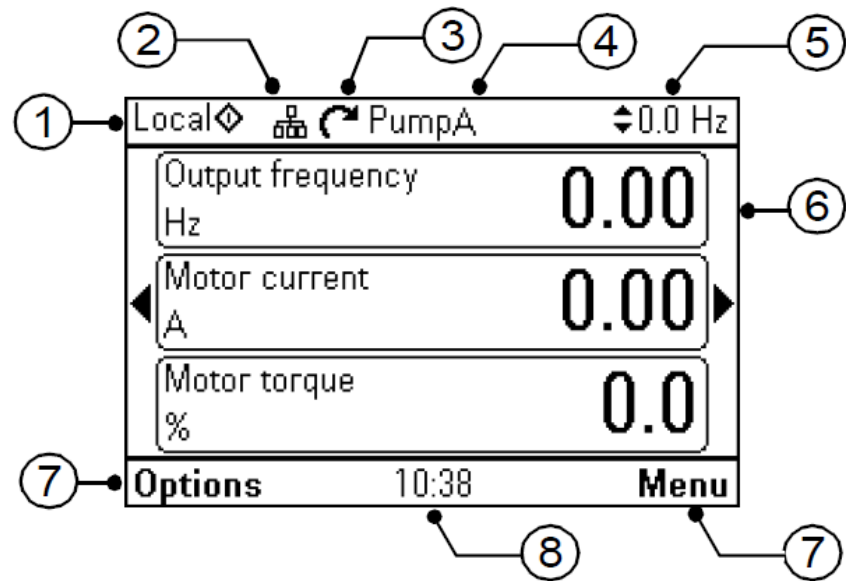 2 3 4 5
1 Local PumpA 0.0 Hz
Output frequency 0.00
Hz
6
Motor current 0.00
A
Motor torque 0.0
%
7 Options 10:38 Menu
8 7